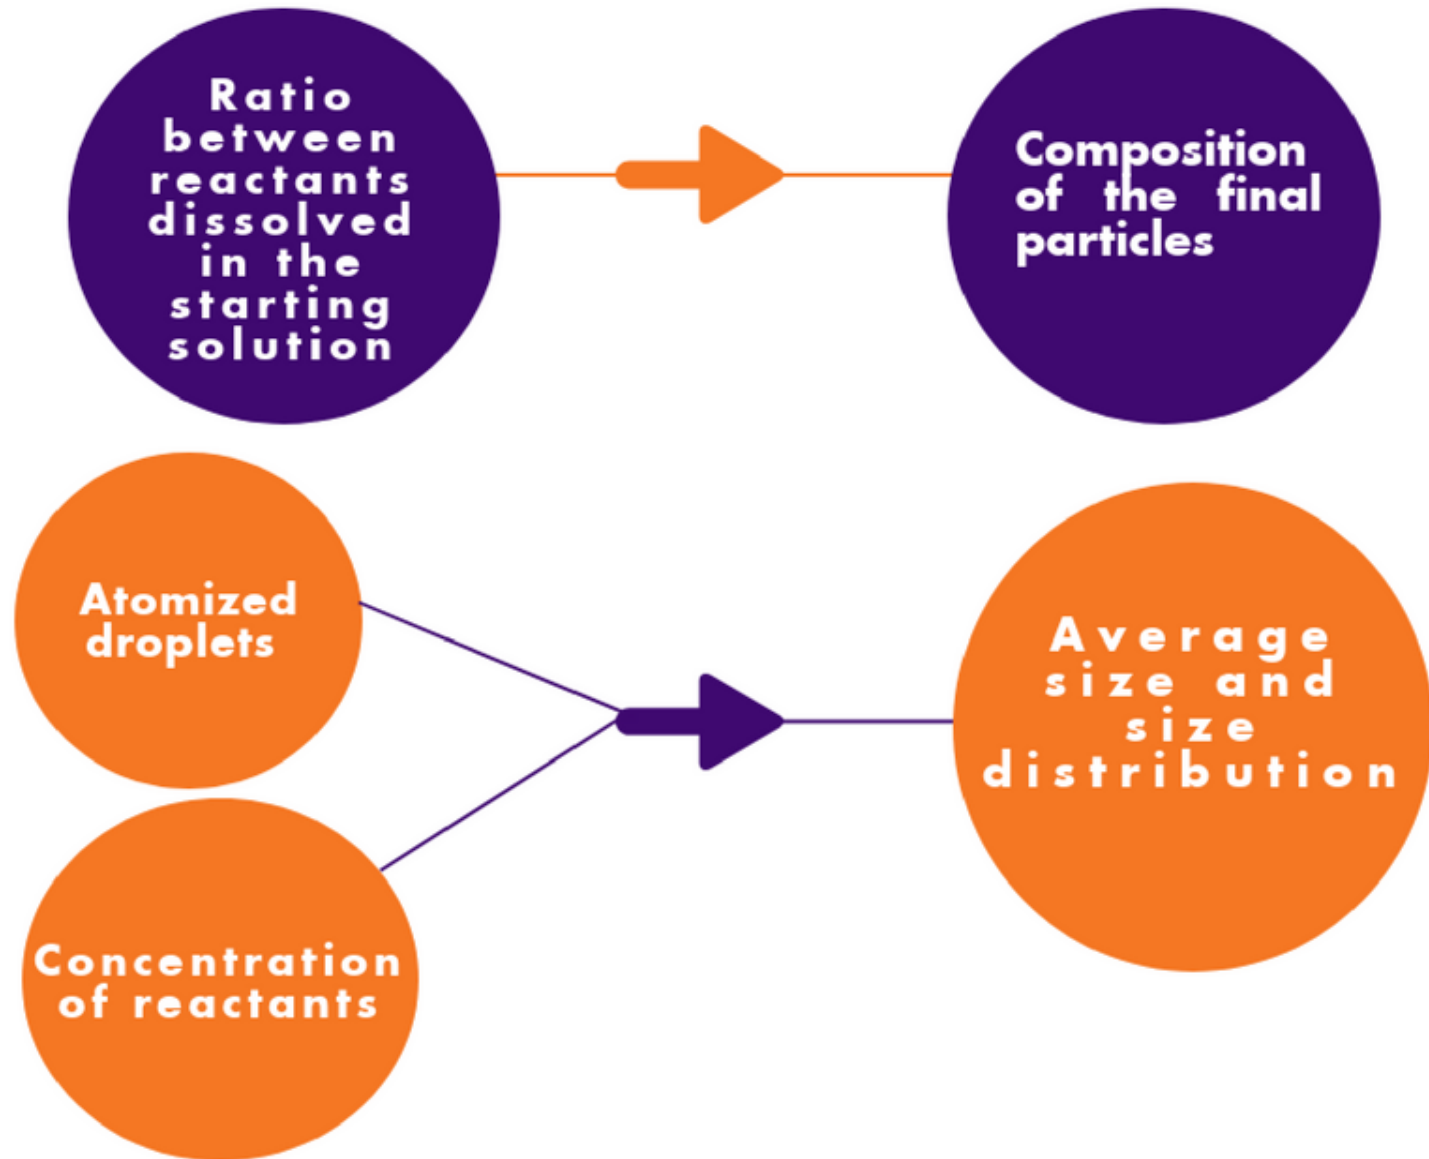 Ratio
between
reactants
dissolved
in the
starting
solution
Composition
of the final
particles
Atomized
droplets
Average
size and
size
distribution
Concentration
of reactants